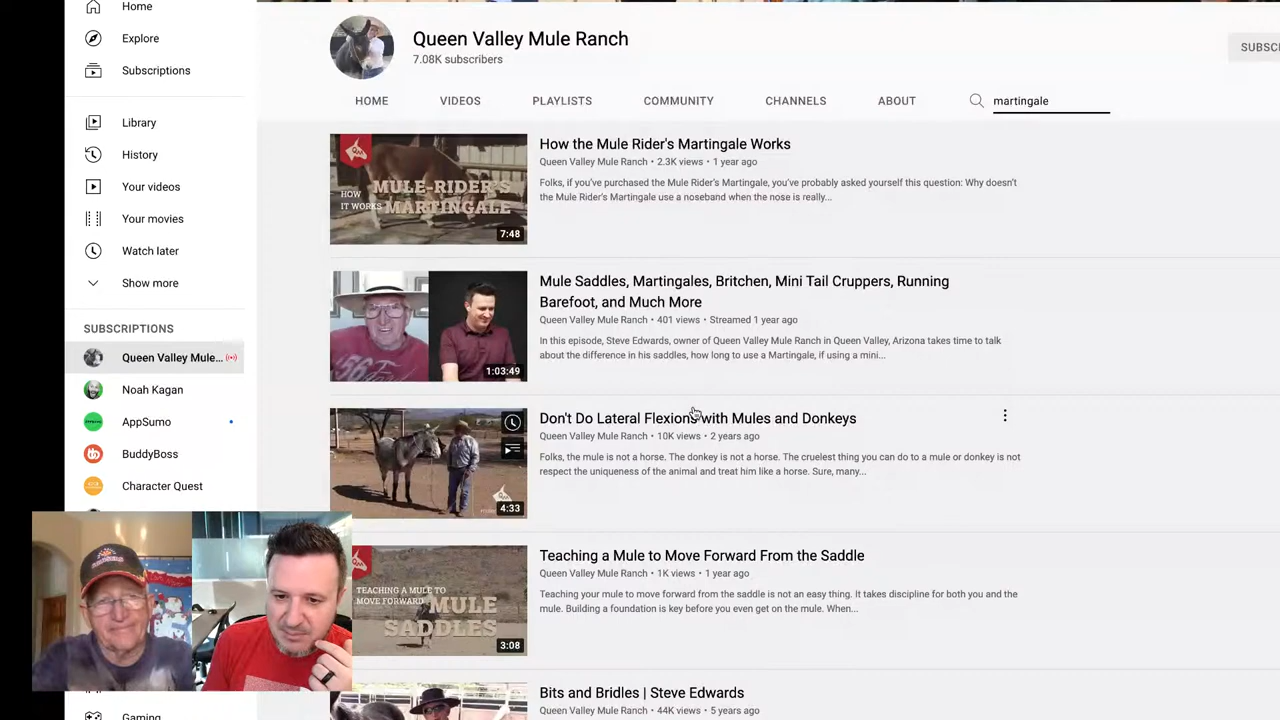 Home
Explore
Subscriptions
Library
History
Your videos
Your movies
Watch later
Show more
SUBSCRIPTIONS
Queen Valley Mule...
Noah Kagan
AppSumo
BuddyBoss
Character Quest
Gaming
Queen Valley Mule Ranch
7.08K subscribers
SUBSC
HOME VIDEOS PLAYLISTS COMMUNITY CHANNELS ABOUT martingale
HOW
IT WORKS
MULE-RIDER'S
MARTINGALE
7:48
How the Mule Rider's Martingale Works
Queen Valley Mule Ranch • 2.3K views • 1 year ago
Folks, if you've purchased the Mule Rider's Martingale, you've probably asked yourself this question: Why doesn't
the Mule Rider's Martingale use a noseband when the nose is really...
1:03:49
Mule Saddles, Martingales, Britchen, Mini Tail Cruppers, Running
Barefoot, and Much More
Queen Valley Mule Ranch • 401 views • Streamed 1 year ago
In this episode, Steve Edwards, owner of Queen Valley Mule Ranch in Queen Valley, Arizona takes time to talk
about the difference in his saddles, how long to use a Martingale, if using a mini...
4:33
Don't Do Lateral Flexions with Mules and Donkeys
Queen Valley Mule Ranch • 10K views • 2 years ago
Folks, the mule is not a horse. The donkey is not a horse. The cruelest thing you can do to a mule or donkey is not
respect the uniqueness of the animal and treat him like a horse. Sure, many...
TEACHING A MULE TO
MOVE FORWARD FROM
MULE
SADDLES
3:08
Teaching a Mule to Move Forward From the Saddle
Queen Valley Mule Ranch • 1K views • 1 year ago
Teaching your mule to move forward from the saddle is not an easy thing. It takes discipline for both you and the
mule. Building a foundation is key before you even get on the mule. When...
Bits and Bridles | Steve Edwards
Queen Valley Mule Ranch • 44K views • 5 years ago